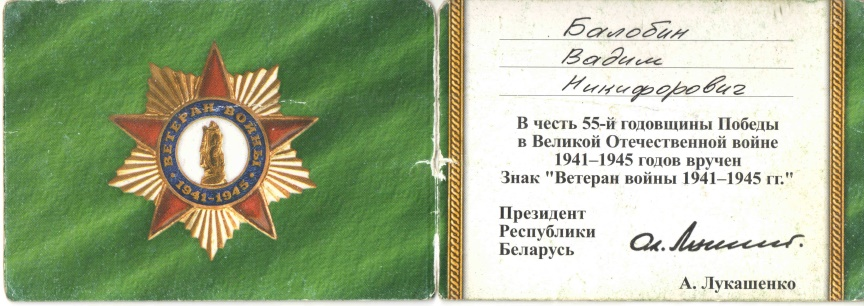 ВЕТЕРАН ВОЙНЫ
1941-1945
Балобин
Вадим
Никифорович
В честь 55-й годовщины Победы
в Великой Отечественной войне
1941–1945 годов вручен
Знак "Ветеран войны 1941–1945 гг."
Президент
Республики
Беларусь
А. Лукашенко